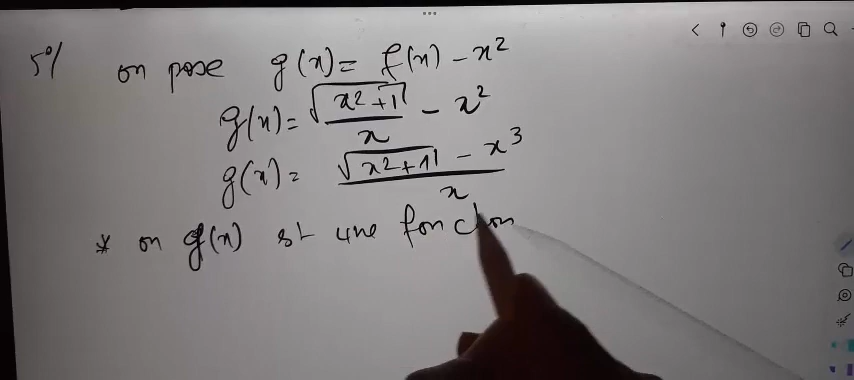 5°/ on pose g(x) = f(x) - x²
g(x) = √(x²+1)/x - x²
g(x) = (√(x²+1) - x³)/x
* on g(x) st une fonction